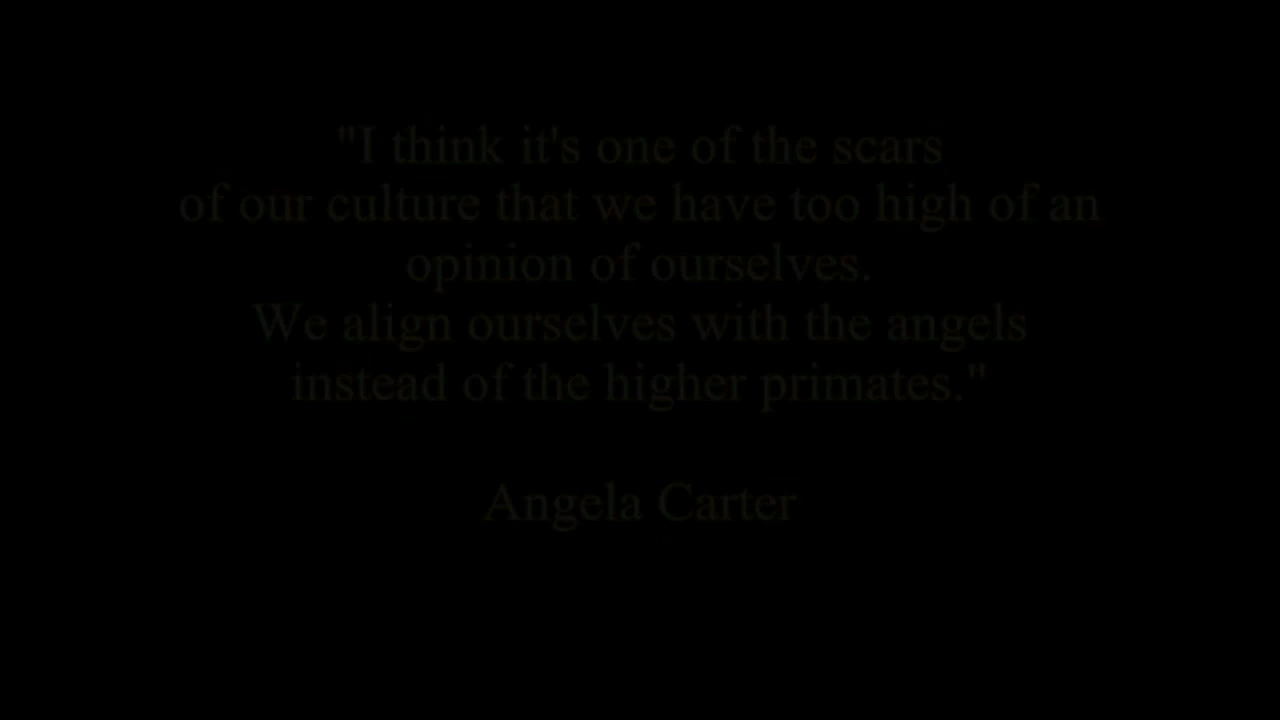 "I think it's one of the scars
of our culture that we have too high of an
opinion of ourselves.
We align ourselves with the angels
instead of the higher primates."
Angela Carter